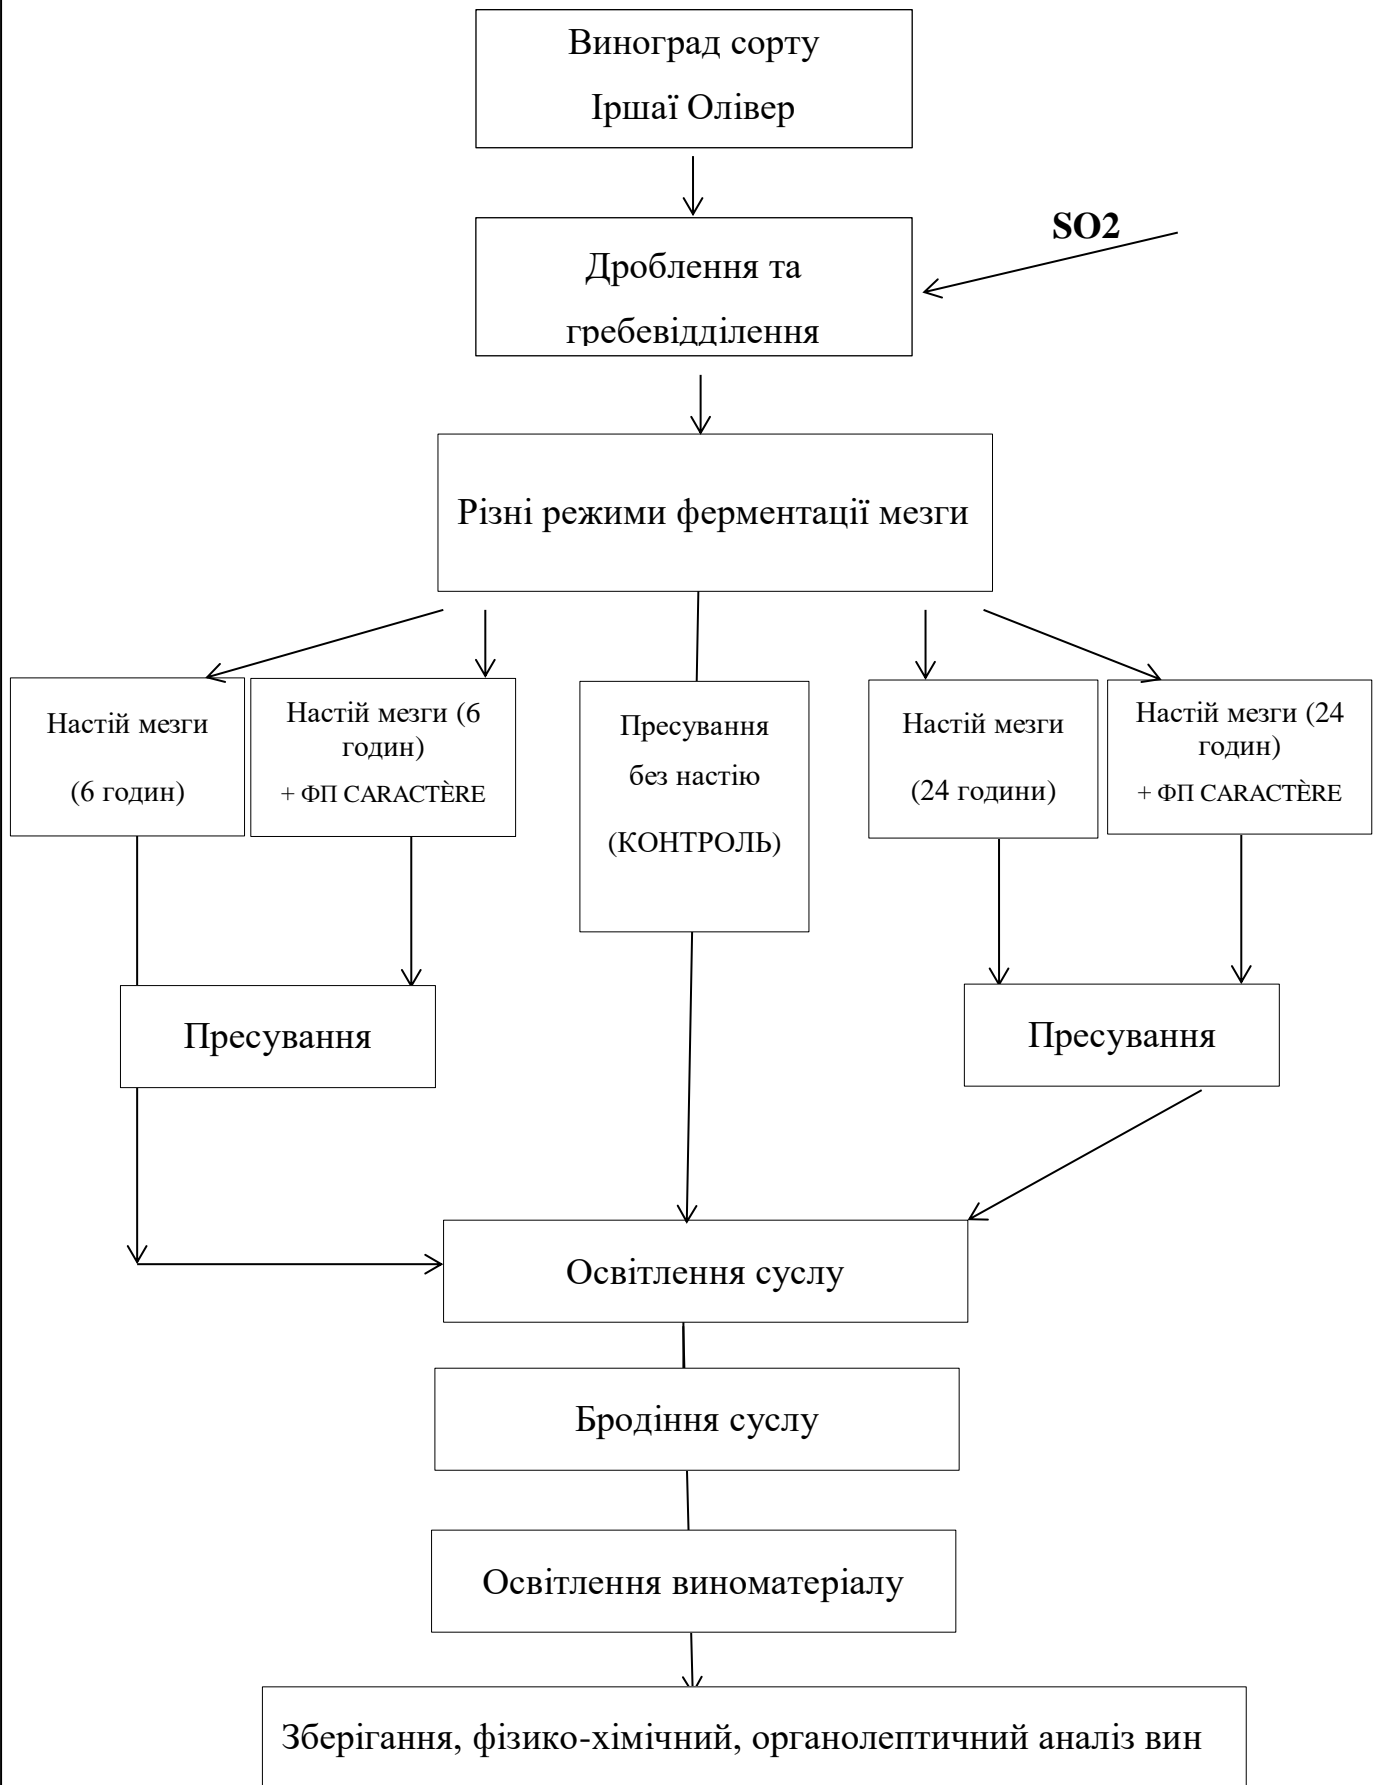 Виноград сорту
Іршаї Олівер
SO2
Дроблення та
гребевідділення
Різні режими ферментації мезги
Настій мезги
(6 годин)
Настій мезги (6
годин)
+ ФП CARACTÈRE
Пресування
без настію
(КОНТРОЛЬ)
Настій мезги
(24 години)
Настій мезги (24
годин)
+ ФП CARACTÈRE
Пресування
Пресування
Освітлення суслу
Бродіння суслу
Освітлення виноматеріалу
Зберігання, фізико-хімічний, органолептичний аналіз вин